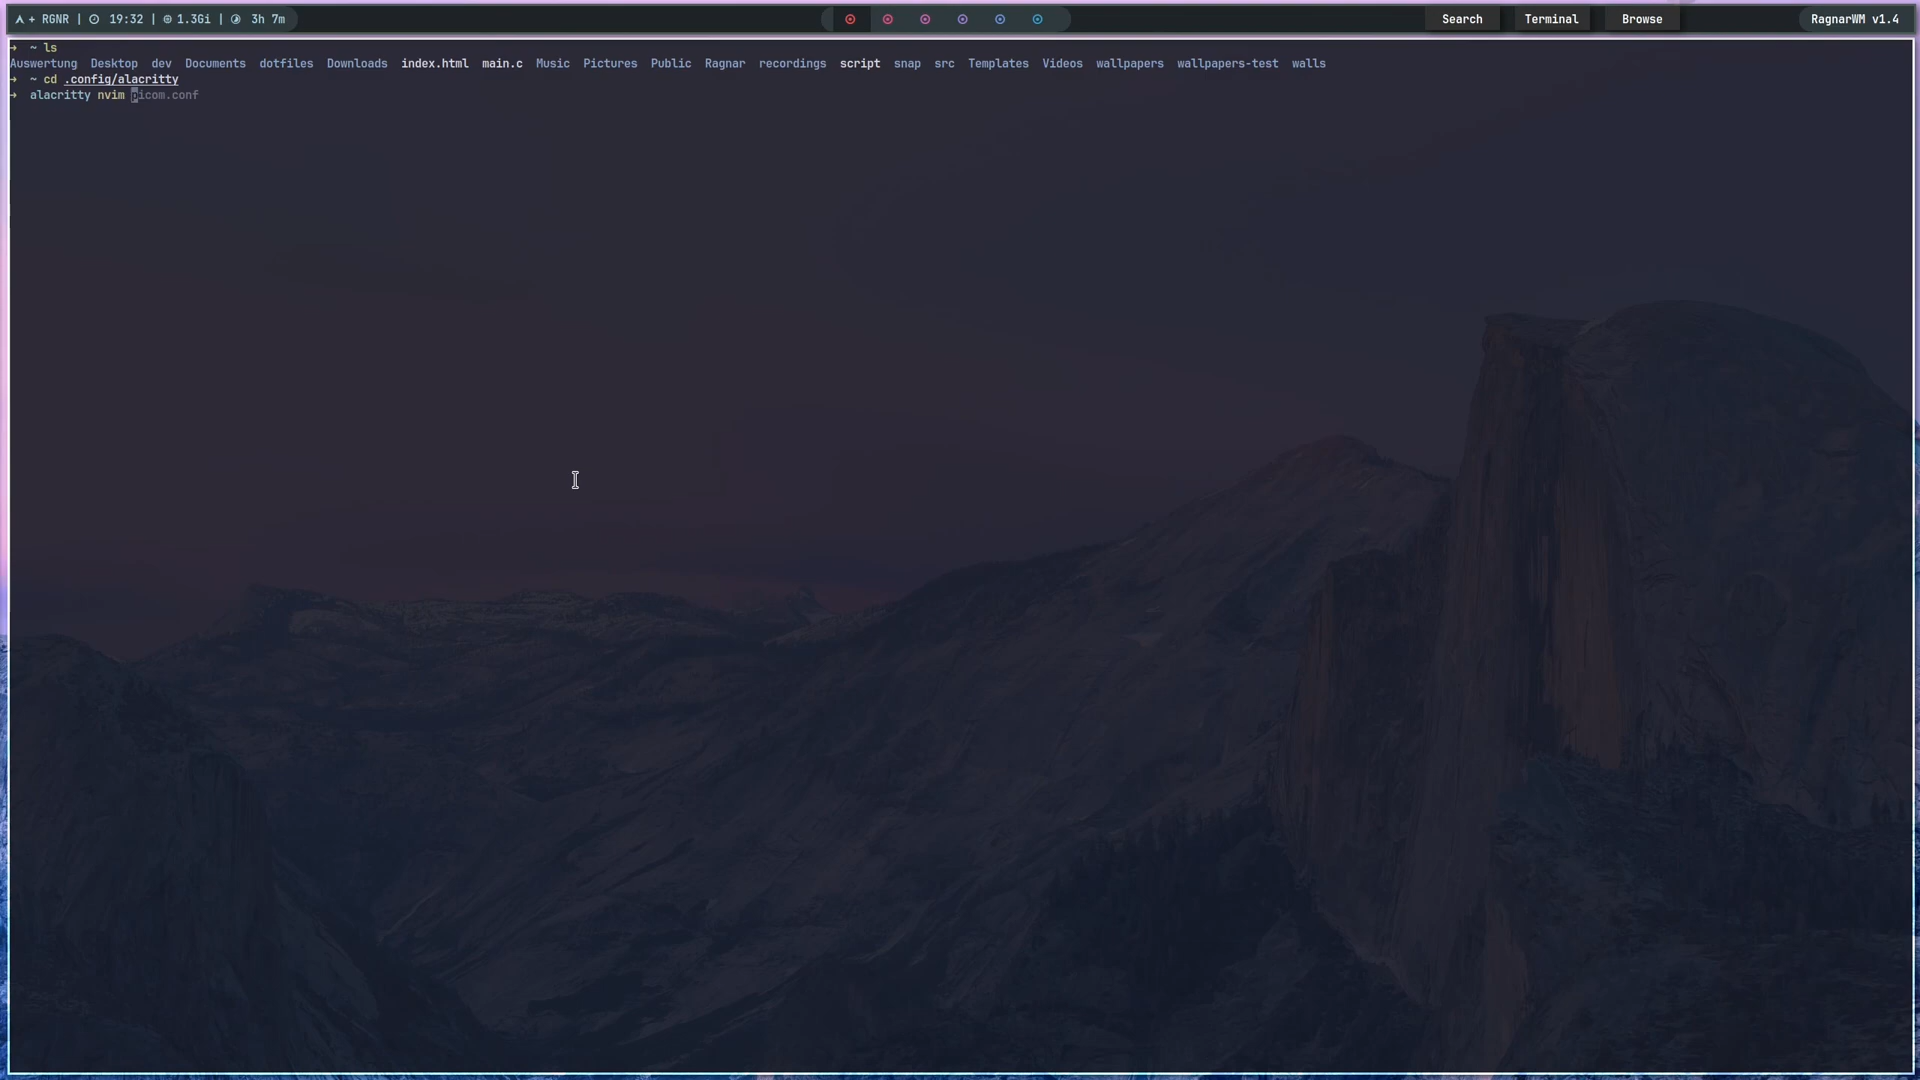 + RGNR | 19:32 | 1.3Gi | 3h 7m Search Terminal Browse RagnarWM v1.4
→ ~ ls
Auswertung Desktop dev Documents dotfiles Downloads index.html main.c Music Pictures Public Ragnar recordings script snap src Templates Videos wallpapers wallpapers-test walls
→ ~ cd .config/alacritty
→ alacritty nvim picom.conf